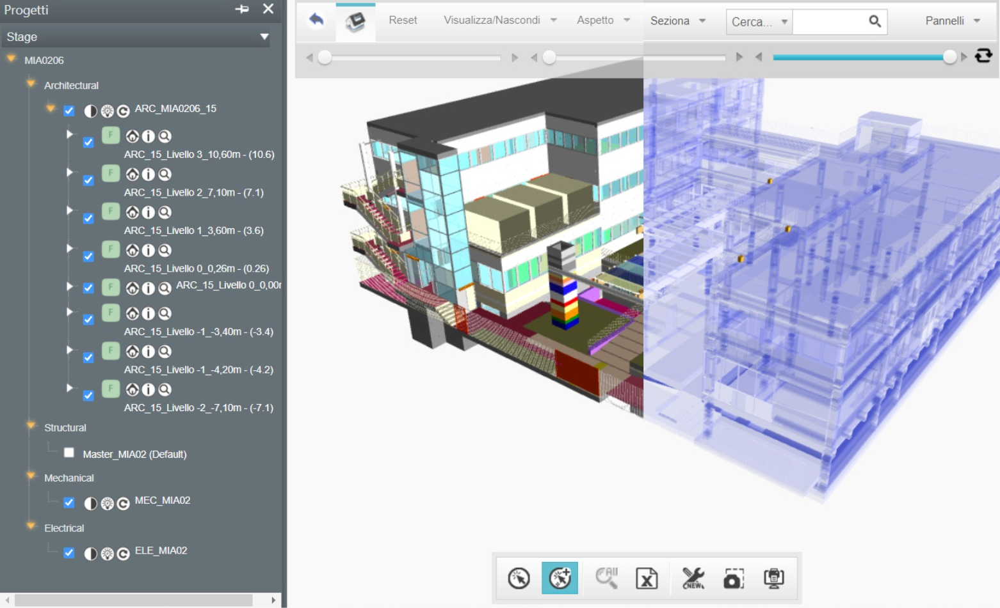 Progetti
Stage
MIA0206
Architectural
ARC_MIA0206_15
F
ARC_15_Livello 3_10,60m - (10.6)
F
ARC_15_Livello 2_7,10m - (7.1)
F
ARC_15_Livello 1_3,60m - (3.6)
F
ARC_15_Livello 0_0,26m - (0.26)
F ARC_15_Livello 0_0,00
F
ARC_15_Livello -1_-3,40m - (-3.4)
F
ARC_15_Livello -1_-4,20m - (-4.2)
F
ARC_15_Livello -2_-7,10m - (-7.1)
Structural
Master_MIA02 (Default)
Mechanical
MEC_MIA02
Electrical
ELE_MIA02
Reset Visualizza/Nascondi Aspetto Seziona Cerca... Pannelli
All X NEW